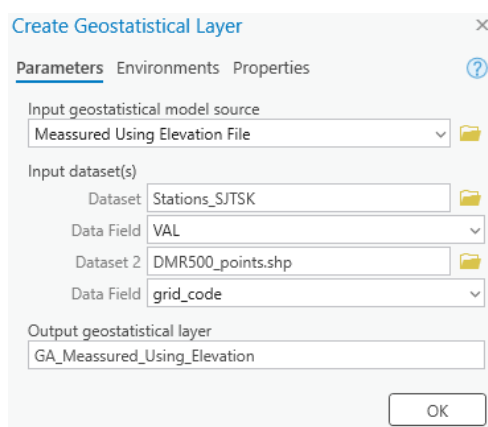 Create Geostatistical Layer
Parameters Environments Properties
Input geostatistical model source
Meassured Using Elevation File
Input dataset(s)
Dataset Stations_SJTSK
Data Field VAL
Dataset 2 DMR500_points.shp
Data Field grid_code
Output geostatistical layer
GA_Meassured_Using_Elevation
OK